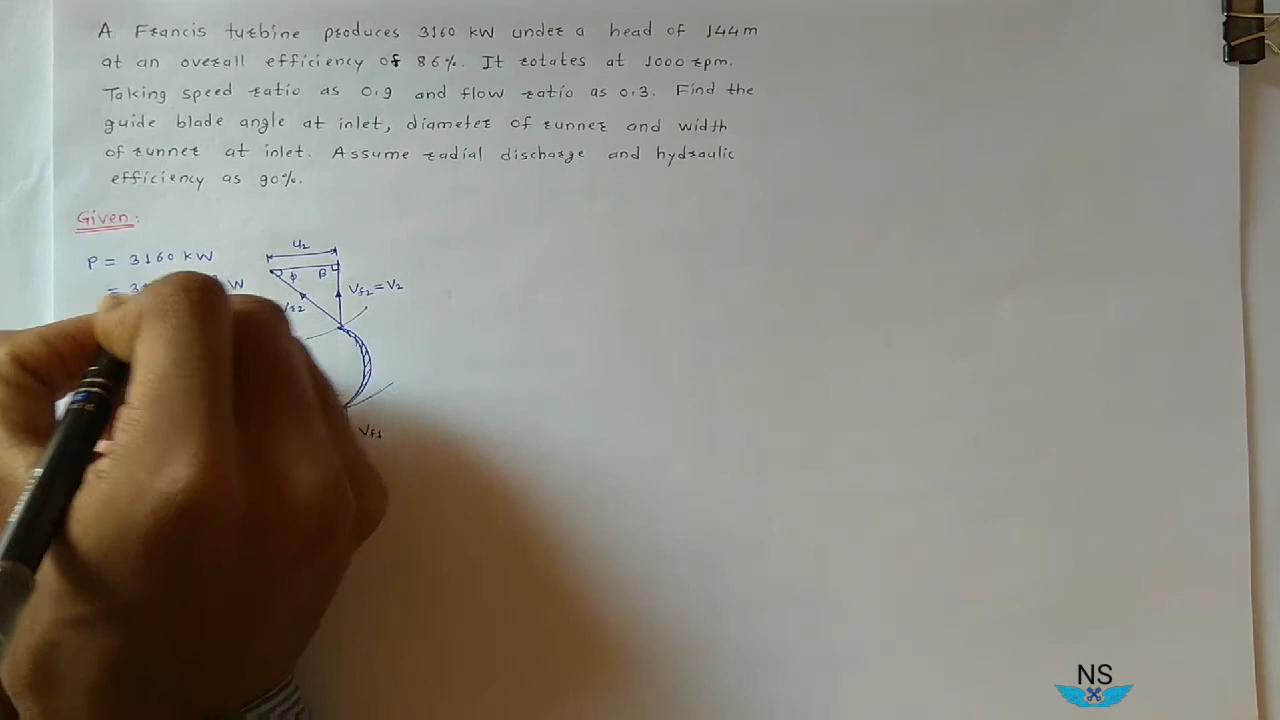 A Francis turbine produces 3160 kW under a head of 144m
at an overall efficiency of 86%. It rotates at 1000 rpm.
Taking speed ratio as 0.9 and flow ratio as 0.3. Find the
guide blade angle at inlet, diameter of runner and width
of runner at inlet. Assume radial discharge and hydraulic
efficiency as 90%.
Given:
P = 3160 kW
W
u2
φ β
Vf2 = V2
Vf1
NS